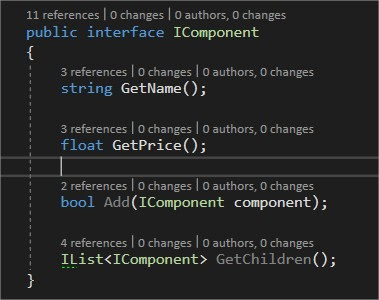 11 references | 0 changes | 0 authors, 0 changes
public interface IComponent
{
3 references | 0 changes | 0 authors, 0 changes
string GetName();
3 references | 0 changes | 0 authors, 0 changes
float GetPrice();
2 references | 0 changes | 0 authors, 0 changes
bool Add(IComponent component);
4 references | 0 changes | 0 authors, 0 changes
IList<IComponent> GetChildren();
}